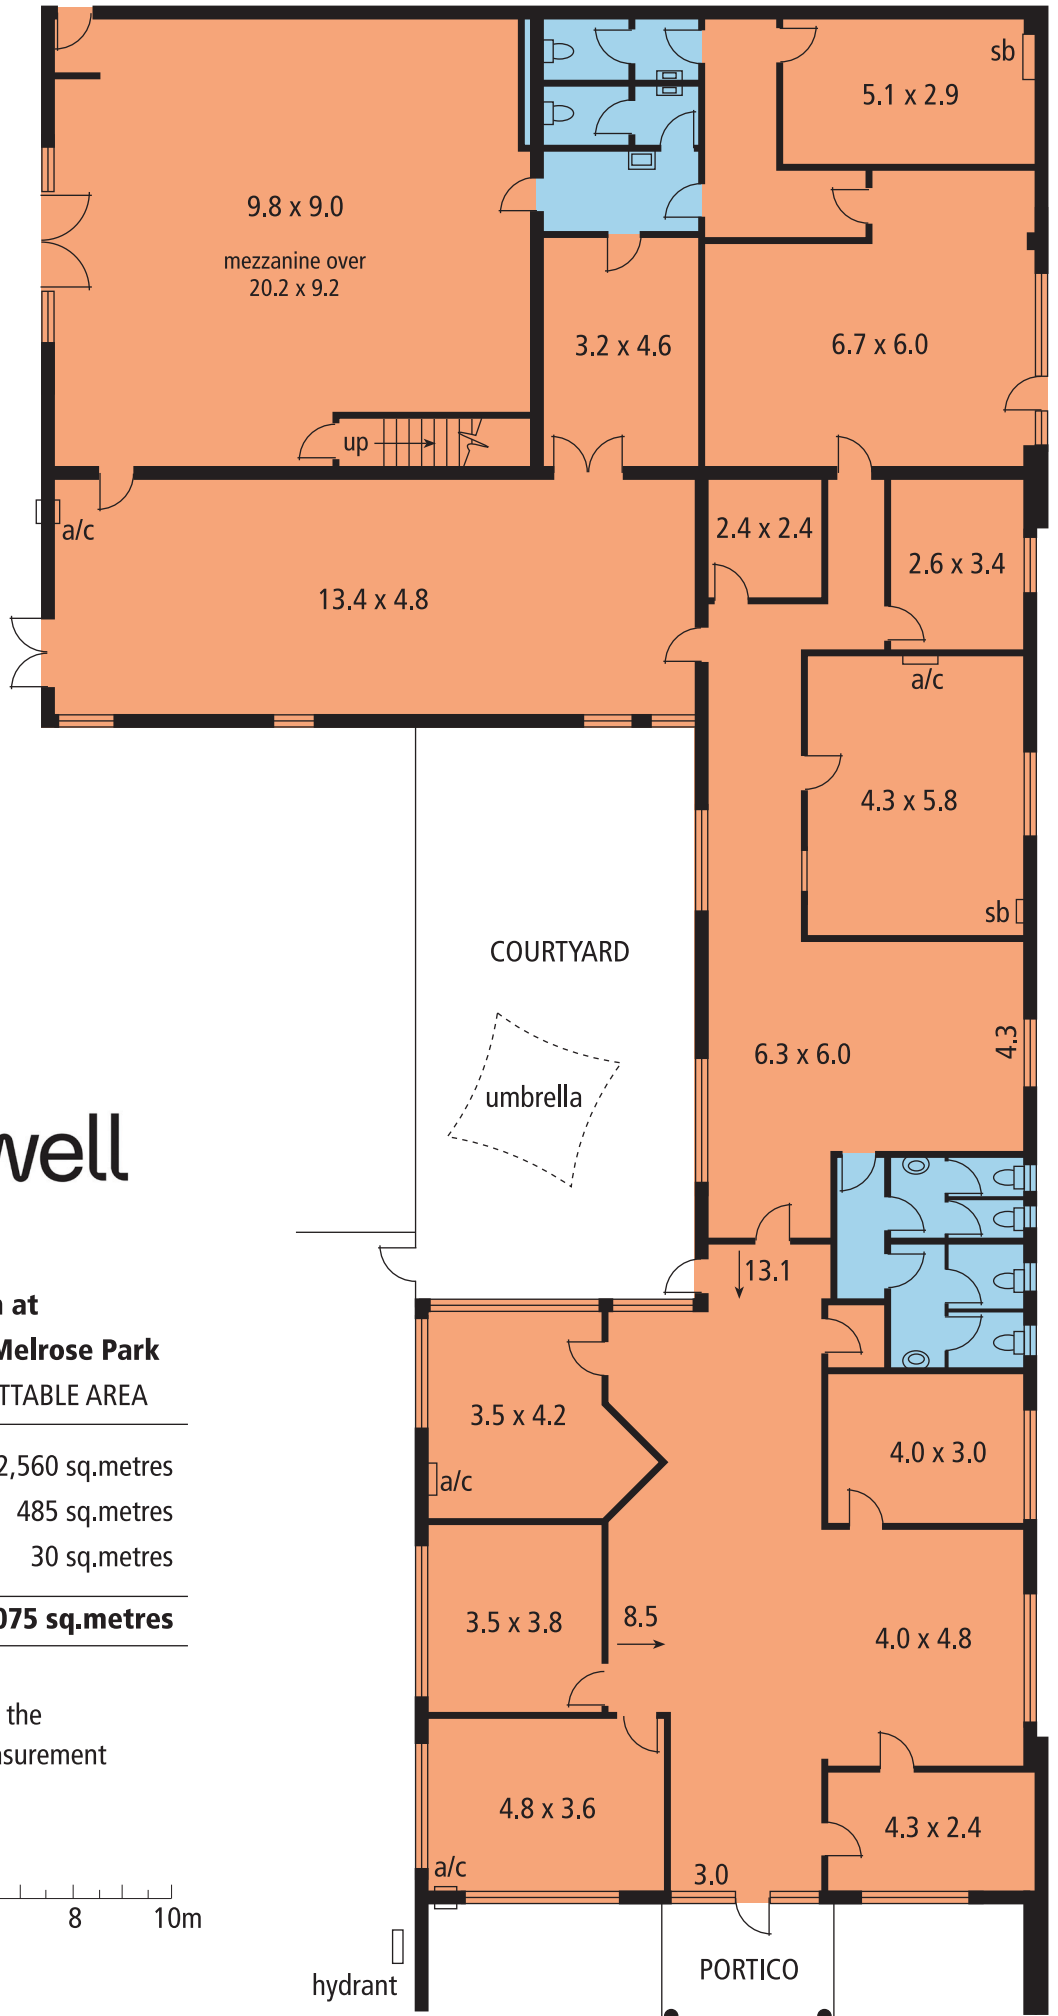 sb
5.1 x 2.9
9.8 x 9.0
mezzanine over
20.2 x 9.2
3.2 x 4.6
6.7 x 6.0
up
a/c
2.4 x 2.4
2.6 x 3.4
13.4 x 4.8
a/c
4.3 x 5.8
sb
COURTYARD
4.3
6.3 x 6.0
umbrella
well
13.1
at
Melrose Park
TTABLE AREA
3.5 x 4.2
4.0 x 3.0
2,560 sq.metres
a/c
485 sq.metres
30 sq.metres
075 sq.metres
8.5
3.5 x 3.8
4.0 x 4.8
the
surement
4.8 x 3.6
4.3 x 2.4
a/c
3.0
8 10m
PORTICO
hydrant